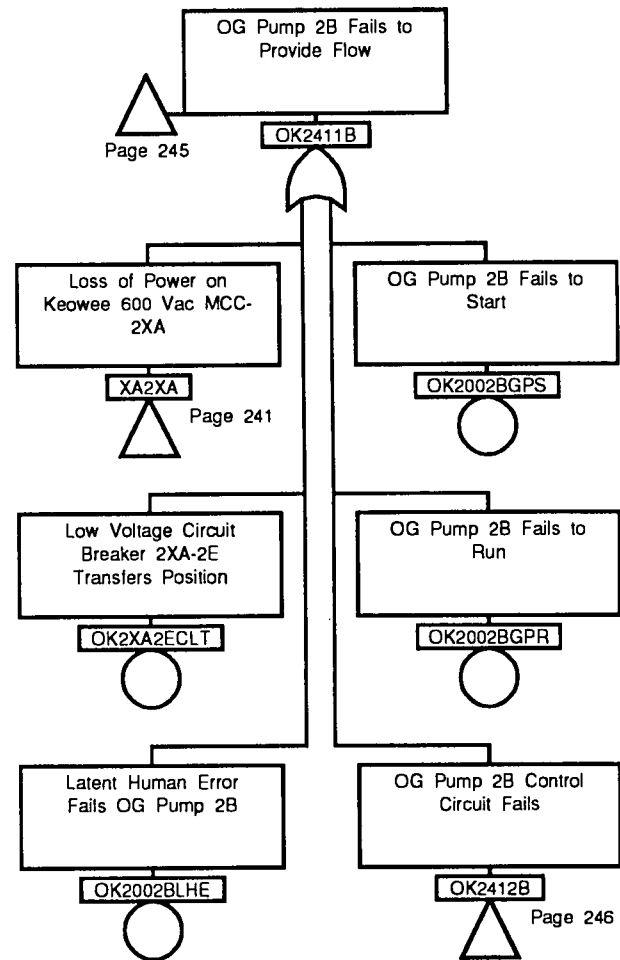 OG Pump 2B Fails to
Provide Flow
Page 245
OK2411B
Loss of Power on
Keowee 600 Vac MCC-
2XA
XA2XA
Page 241
OG Pump 2B Fails to
Start
OK2002BGPS
Low Voltage Circuit
Breaker 2XA-2E
Transfers Position
OK2XA2ECLT
OG Pump 2B Fails to
Run
OK2002BGPR
Latent Human Error
Fails OG Pump 2B
OK2002BLHE
OG Pump 2B Control
Circuit Fails
OK2412B
Page 246